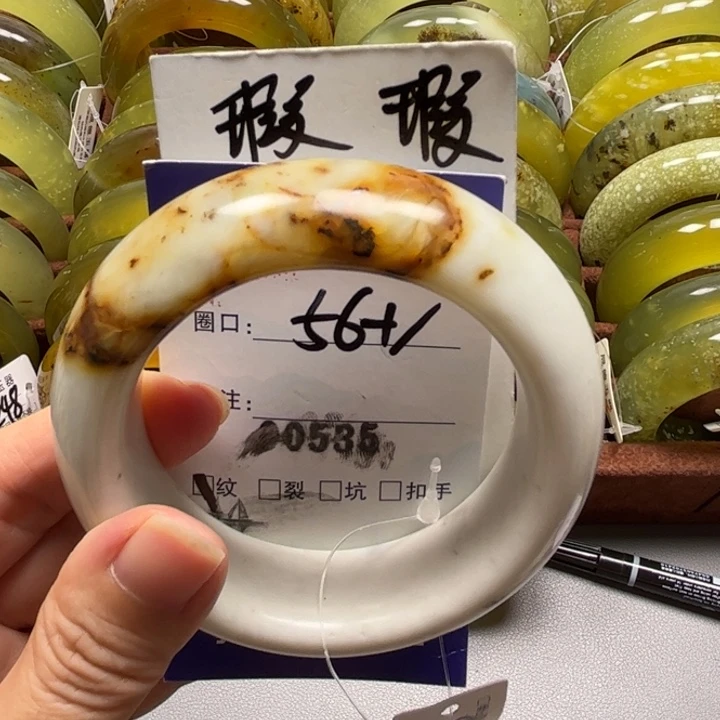 瑕 瑕
圈口: 56+/
注:
00535
纹 □裂 □坑 □扣手